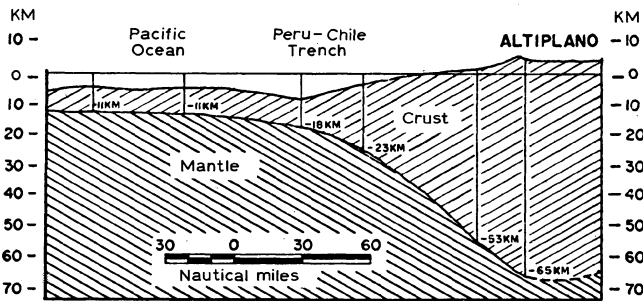 KM
KM
Pacific
Ocean
Peru-Chile
Trench
ALTIPLANO
10 -
- 10
0 -
- 0
10 -
- 10
20 -
- 20
30 -
- 30
40 -
- 40
50 -
- 50
60 -
- 60
70 -
- 70
-11KM
-11KM
-18KM
Crust
-23KM
Mantle
-53KM
30 0 30 60
Nautical miles
-65KM